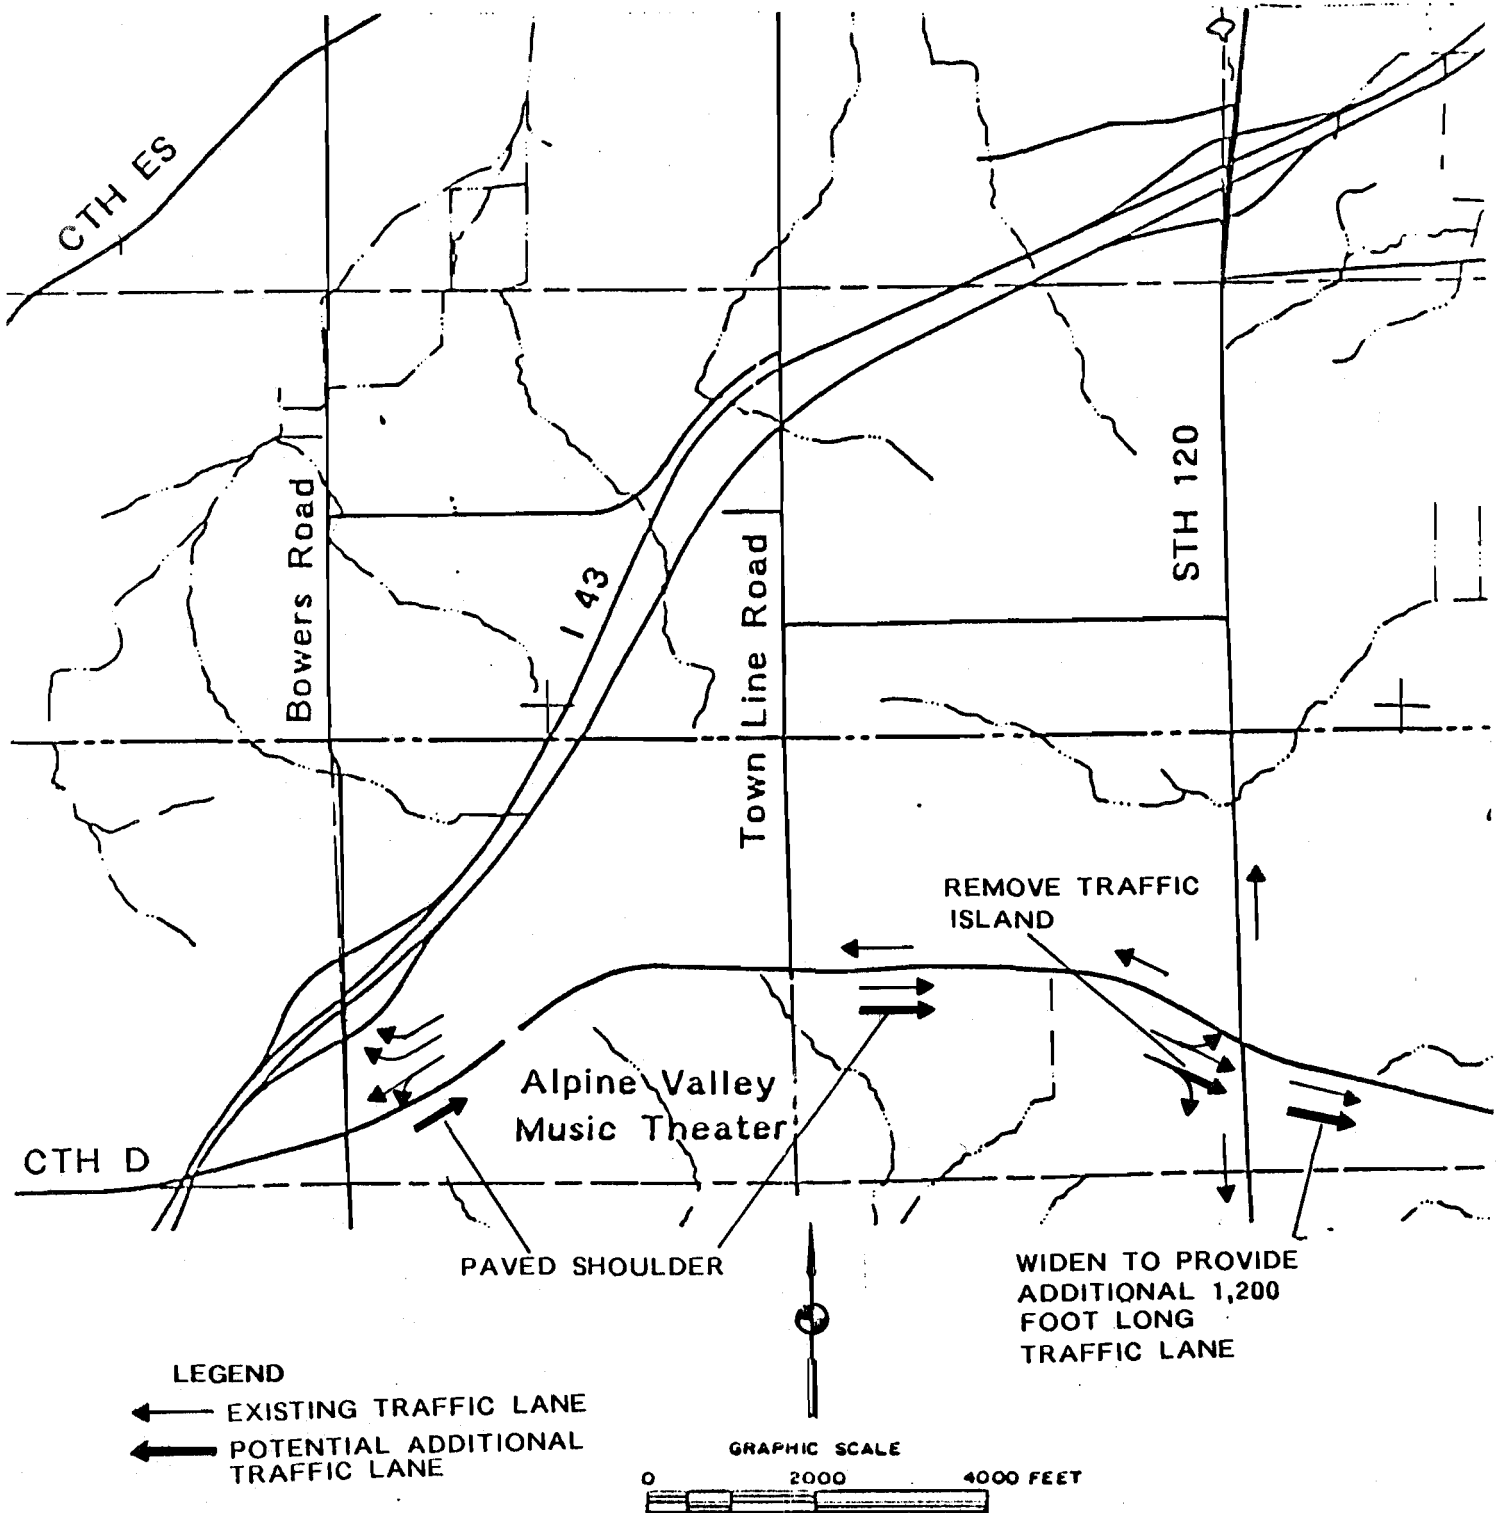 CTH ES
STH 120
Bowers Road
I 43
Town Line Road
REMOVE TRAFFIC
ISLAND
Alpine Valley
Music Theater
CTH D
PAVED SHOULDER
WIDEN TO PROVIDE
ADDITIONAL 1,200
FOOT LONG
TRAFFIC LANE
LEGEND
EXISTING TRAFFIC LANE
POTENTIAL ADDITIONAL
TRAFFIC LANE
GRAPHIC SCALE
0 2000 4000 FEET